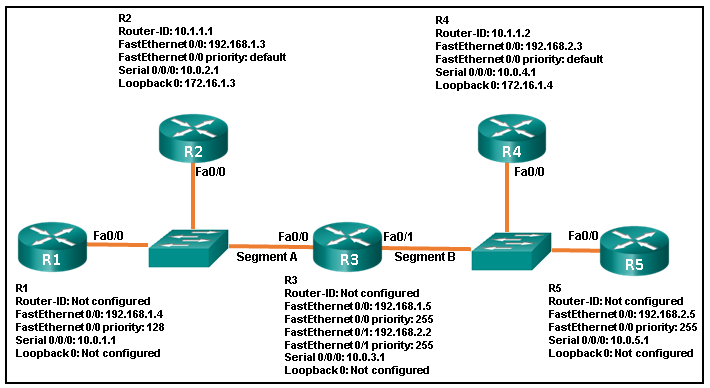 R2
Router-ID: 10.1.1.1
FastEthernet 0/0: 192.168.1.3
FastEthernet 0/0 priority: default
Serial 0/0/0: 10.0.2.1
Loopback 0: 172.16.1.3
R4
Router-ID: 10.1.1.2
FastEthernet 0/0: 192.168.2.3
FastEthernet 0/0 priority: default
Serial 0/0/0: 10.0.4.1
Loopback 0: 172.16.1.4
R2
Fa0/0
R4
Fa0/0
R1
Fa0/0
Segment A
Fa0/0
R3
Fa0/1
Segment B
Fa0/0
R5
R1
Router-ID: Not configured
FastEthernet 0/0: 192.168.1.4
FastEthernet 0/0 priority: 128
Serial 0/0/0: 10.0.1.1
Loopback 0: Not configured
R3
Router-ID: Not configured
FastEthernet 0/0: 192.168.1.5
FastEthernet 0/0 priority: 255
FastEthernet 0/1: 192.168.2.2
FastEthernet 0/1 priority: 255
Serial 0/0/0: 10.0.3.1
Loopback 0: Not configured
R5
Router-ID: Not configured
FastEthernet 0/0: 192.168.2.5
FastEthernet 0/0 priority: 255
Serial 0/0/0: 10.0.5.1
Loopback 0: Not configured